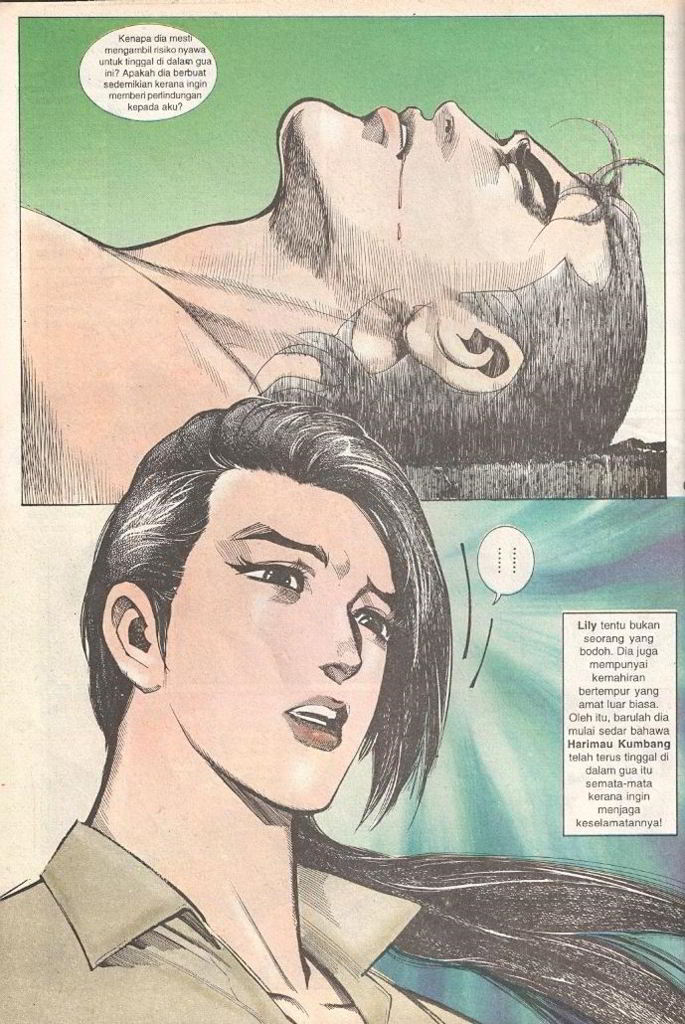 Kenapa dia mesti
mengambil risiko nyawa
untuk tinggal di dalam gua
ini? Apakah dia berbuat
sedemikian kerana ingin
memberi perlindungan
kepada aku?
Lily tentu bukan
seorang yang
bodoh. Dia juga
mempunyai
kemahiran
bertempur yang
amat luar biasa.
Oleh itu, barulah dia
mulai sedar bahawa
Harimau Kumbang
telah terus tinggal di
dalam gua itu
semata-mata
kerana ingin
menjaga
keselamatannya!